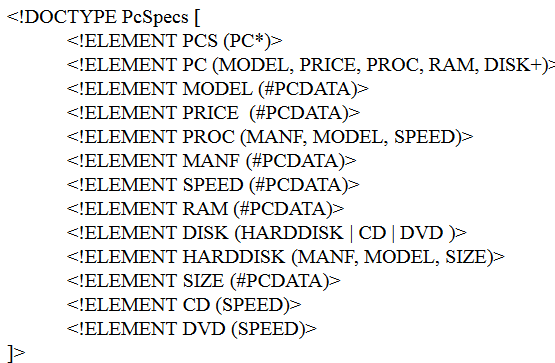 <!DOCTYPE PcSpecs [
<!ELEMENT PCS (PC*)>
<!ELEMENT PC (MODEL, PRICE, PROC, RAM, DISK+)>
<!ELEMENT MODEL (#PCDATA)>
<!ELEMENT PRICE (#PCDATA)>
<!ELEMENT PROC (MANF, MODEL, SPEED)>
<!ELEMENT MANF (#PCDATA)>
<!ELEMENT SPEED (#PCDATA)>
<!ELEMENT RAM (#PCDATA)>
<!ELEMENT DISK (HARDDISK | CD | DVD )>
<!ELEMENT HARDDISK (MANF, MODEL, SIZE)>
<!ELEMENT SIZE (#PCDATA)>
<!ELEMENT CD (SPEED)>
<!ELEMENT DVD (SPEED)>
]>